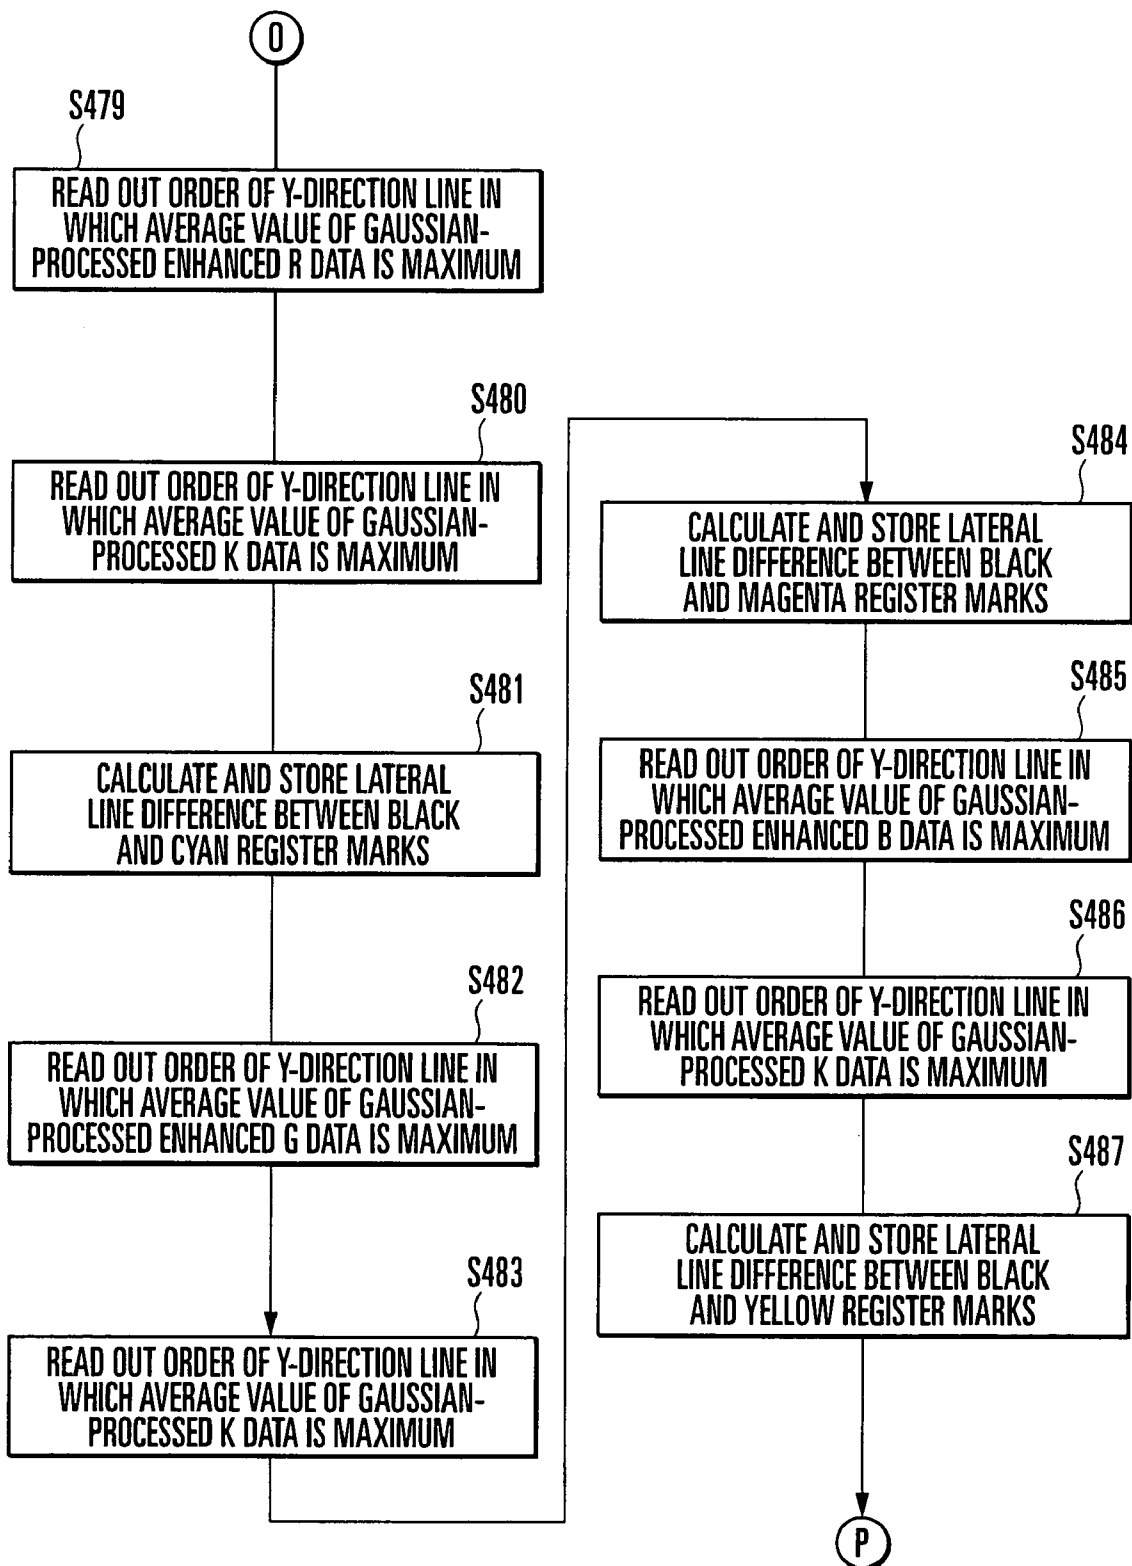 O
S479
READ OUT ORDER OF Y-DIRECTION LINE IN
WHICH AVERAGE VALUE OF GAUSSIAN-
PROCESSED ENHANCED R DATA IS MAXIMUM
S480
READ OUT ORDER OF Y-DIRECTION LINE IN
WHICH AVERAGE VALUE OF GAUSSIAN-
PROCESSED K DATA IS MAXIMUM
S481
CALCULATE AND STORE LATERAL
LINE DIFFERENCE BETWEEN BLACK
AND CYAN REGISTER MARKS
S482
READ OUT ORDER OF Y-DIRECTION LINE IN
WHICH AVERAGE VALUE OF GAUSSIAN-
PROCESSED ENHANCED G DATA IS MAXIMUM
S483
READ OUT ORDER OF Y-DIRECTION LINE IN
WHICH AVERAGE VALUE OF GAUSSIAN-
PROCESSED K DATA IS MAXIMUM
S484
CALCULATE AND STORE LATERAL
LINE DIFFERENCE BETWEEN BLACK
AND MAGENTA REGISTER MARKS
S485
READ OUT ORDER OF Y-DIRECTION LINE IN
WHICH AVERAGE VALUE OF GAUSSIAN-
PROCESSED ENHANCED B DATA IS MAXIMUM
S486
READ OUT ORDER OF Y-DIRECTION LINE IN
WHICH AVERAGE VALUE OF GAUSSIAN-
PROCESSED K DATA IS MAXIMUM
S487
CALCULATE AND STORE LATERAL
LINE DIFFERENCE BETWEEN BLACK
AND YELLOW REGISTER MARKS
P